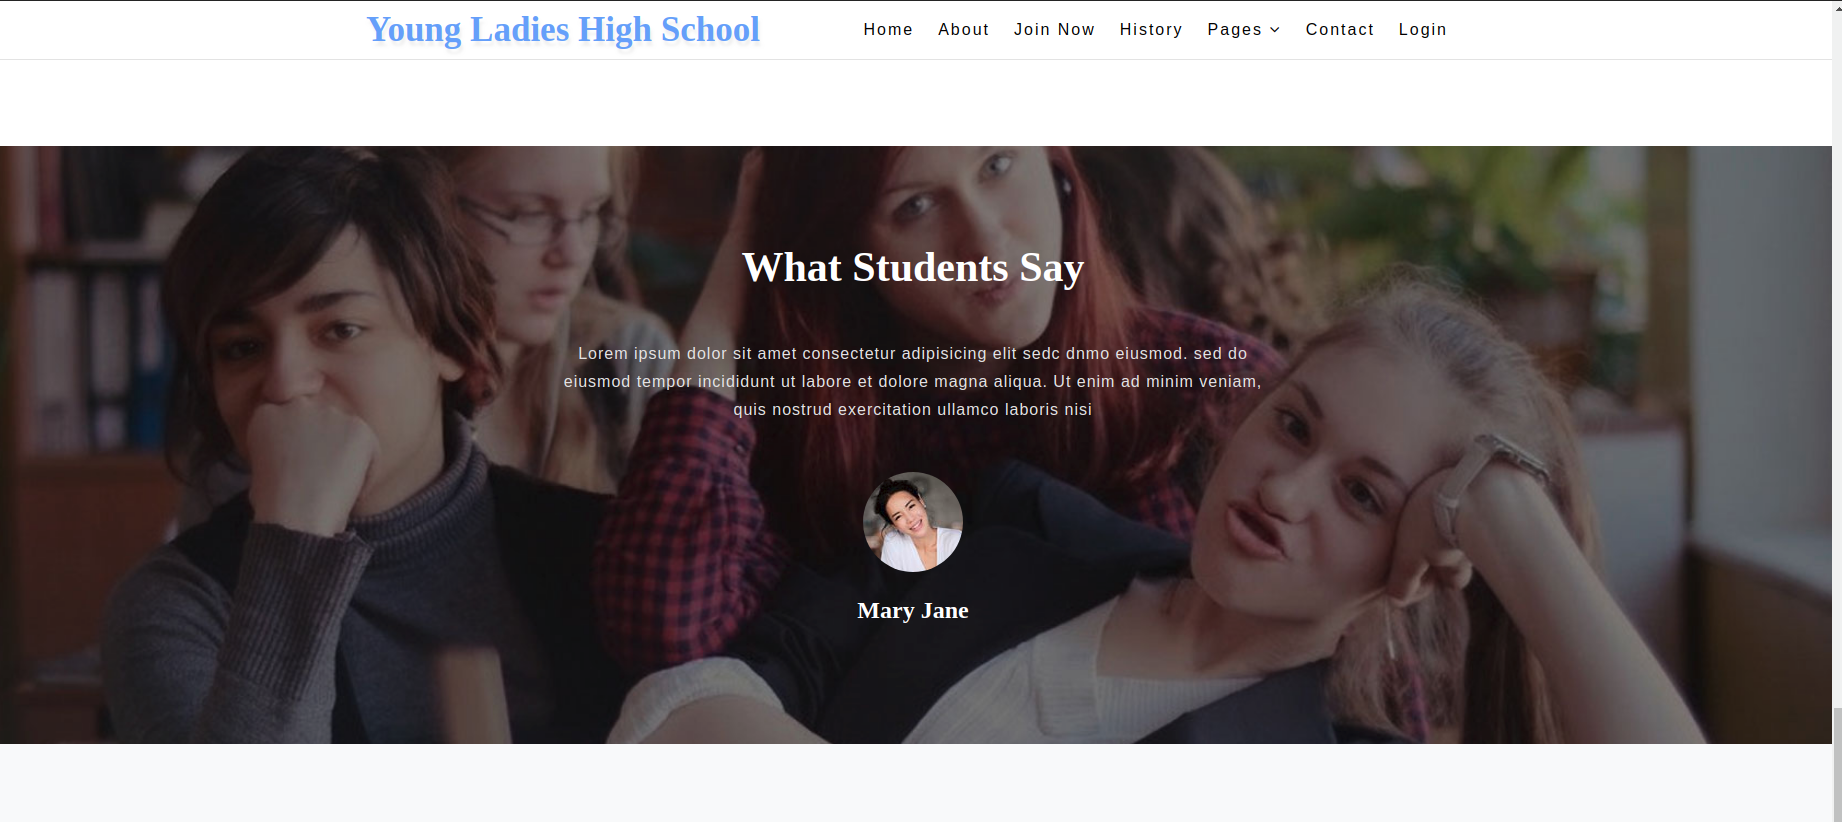 Young Ladies High School
Home About Join Now History Pages Contact Login
What Students Say
Lorem ipsum dolor sit amet consectetur adipisicing elit sedc dnmo eiusmod. sed do
eiusmod tempor incididunt ut labore et dolore magna aliqua. Ut enim ad minim veniam,
quis nostrud exercitation ullamco laboris nisi
Mary Jane